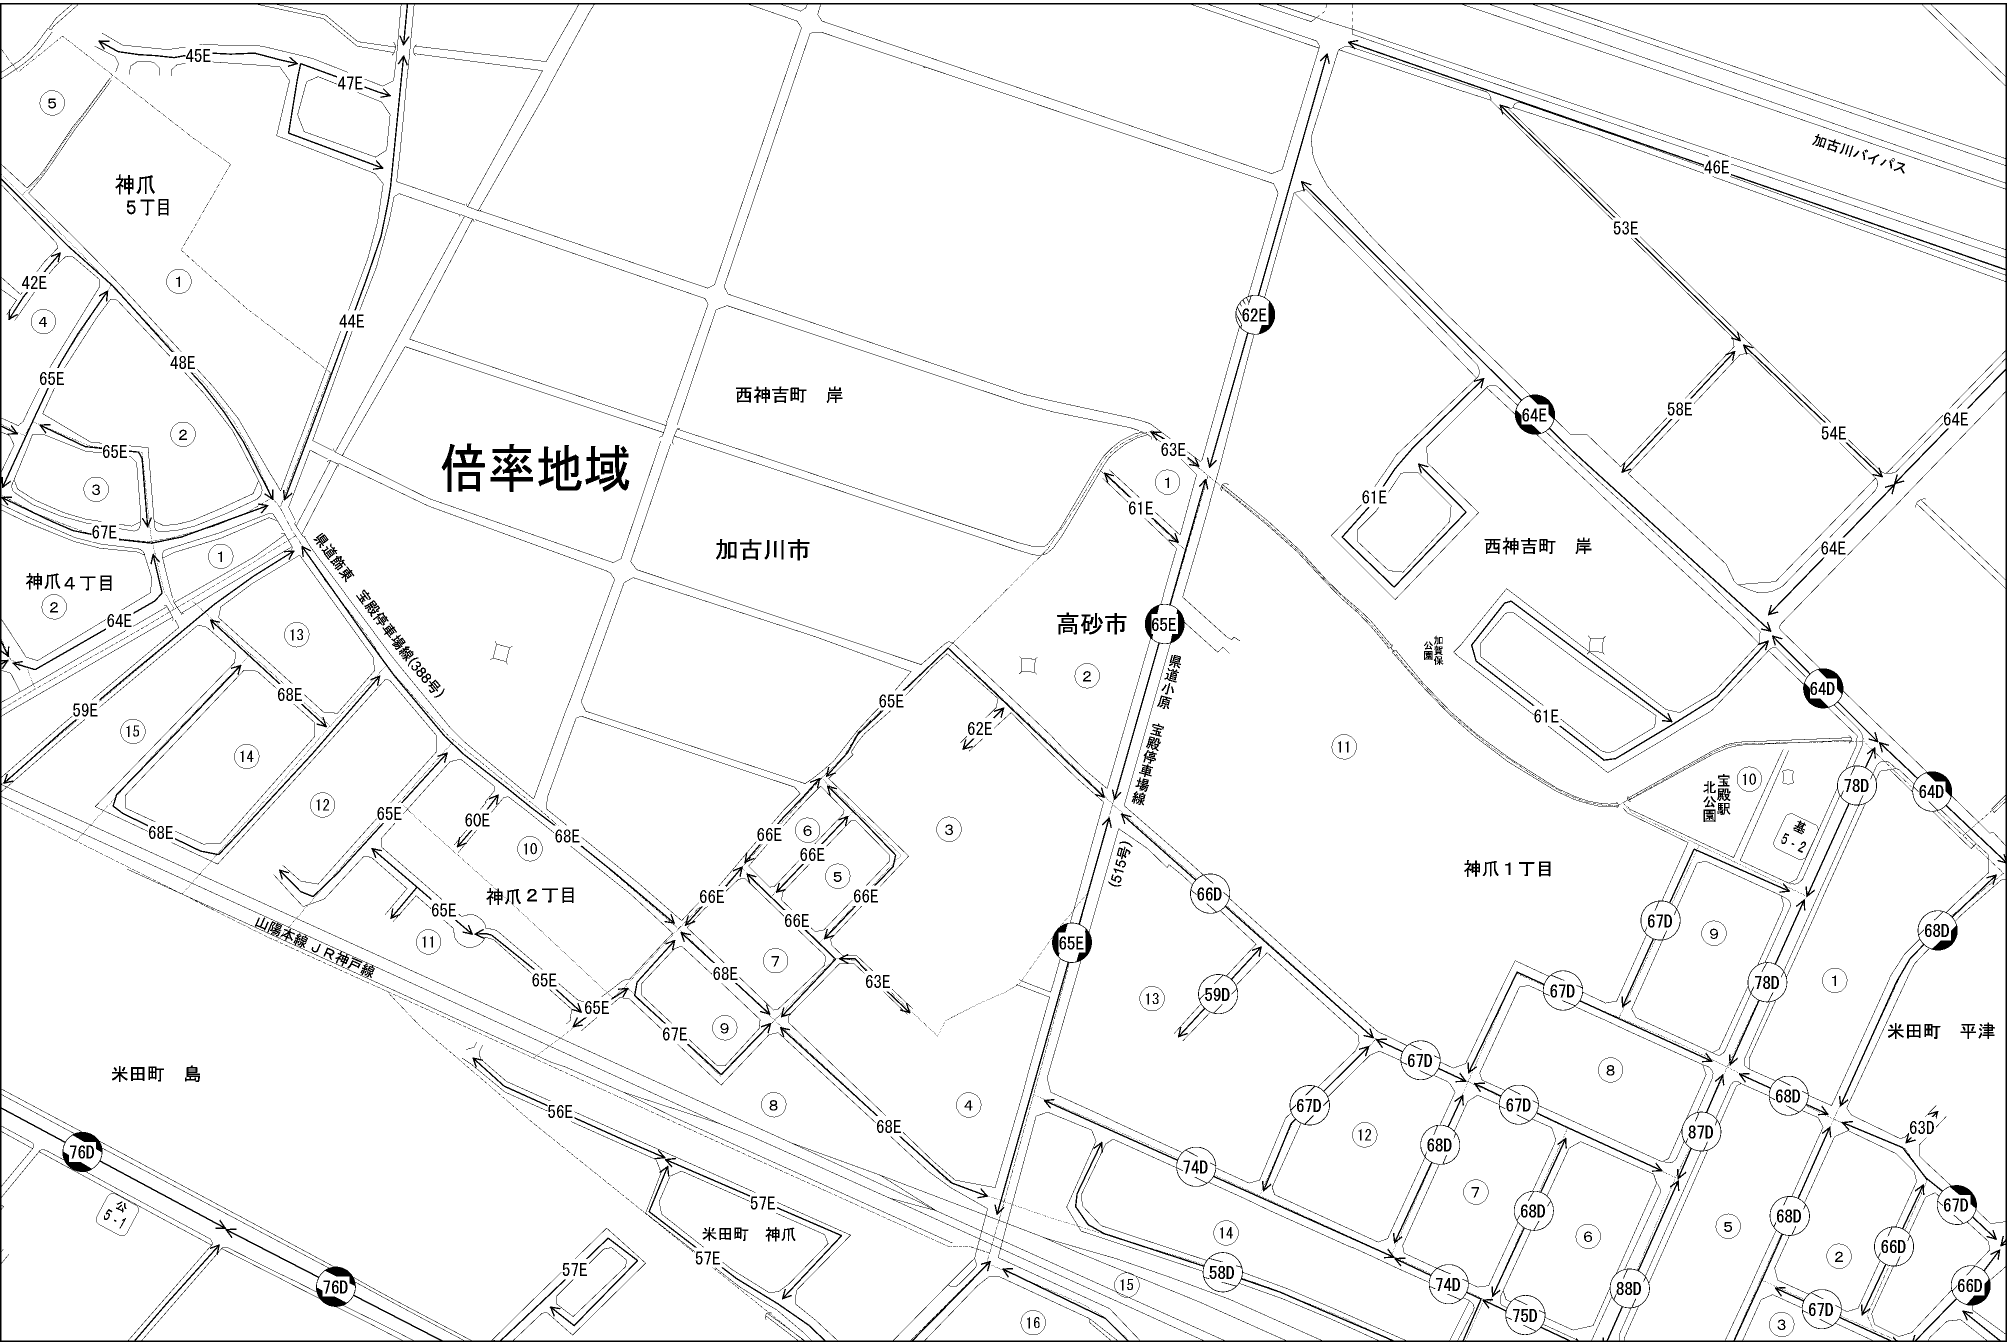 45E
47E
⑤
加古川バイパス
46E
神爪
５丁目
53E
42E
①
④
44E
62E
48E
65E
西神吉町　岸
58E
64E
64E
54E
②
65E
倍率地域
63E
①
③
61E
61E
67E
県道飾東　宝殿停車場線(388号)
加古川市
西神吉町　岸
64E
①
神爪４丁目
②
64E
⑬
高砂市
65E
加賀保
公園
②
県道小原　宝殿停車場線
(515号)
68E
59E
65E
62E
64D
61E
⑮
⑭
⑪
⑩
宝殿駅
北公園
78D
64D
⑫
65E
60E
68E
68E
66E
⑥
③
基
5-2
⑩
66E
神爪１丁目
⑤
神爪２丁目
66E
66E
66D
65E
66E
67D
⑨
68D
⑪
山陽本線ＪＲ神戸線
65E
⑦
68E
63E
65E
59D
⑬
67D
78D
①
65E
67E
⑨
米田町　平津
67D
⑧
米田町　島
56E
⑧
④
67D
67D
68D
68E
⑫
68D
87D
63D
76D
74D
⑦
57E
68D
68D
67D
公
5-1
米田町　神爪
⑭
⑥
⑤
66D
②
57E
57E
58D
⑮
74D
88D
66D
76D
75D
67D
⑯
③